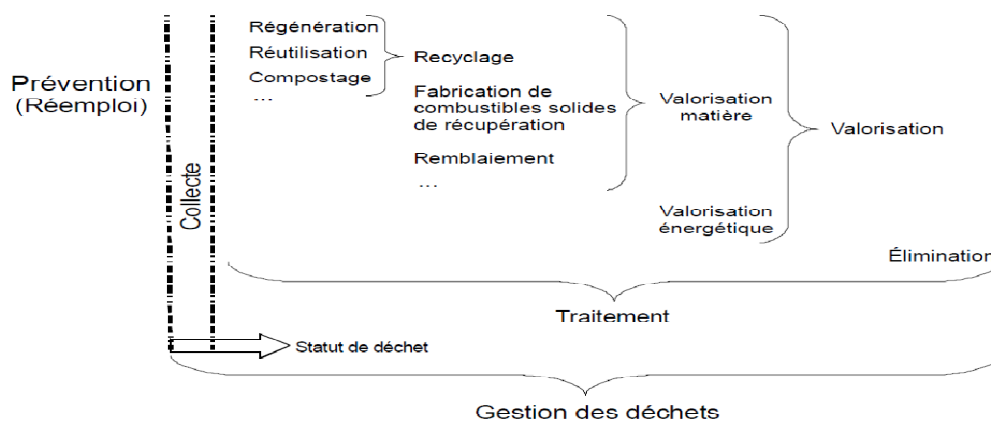 Prévention
(Réemploi)
Collecte
Régénération
Réutilisation
Compostage
...
Recyclage
Fabrication de
combustibles solides
de récupération
Remblaiement
...
Valorisation
matière
Valorisation
énergétique
Valorisation
Élimination
Traitement
Statut de déchet
Gestion des déchets